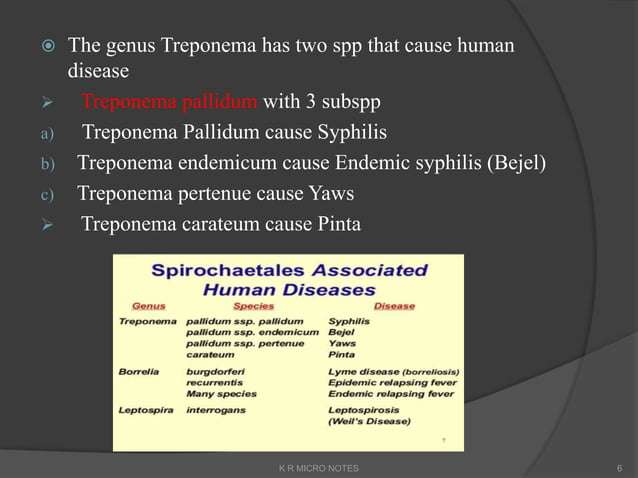 The genus Treponema has two spp that cause human
disease
Treponema pallidum with 3 subspp
a) Treponema Pallidum cause Syphilis
b) Treponema endemicum cause Endemic syphilis (Bejel)
c) Treponema pertenue cause Yaws
Treponema carateum cause Pinta
Spirochaetales Associated
Human Diseases
Genus Species Disease
Treponema pallidum ssp. pallidum Syphilis
pallidum ssp. endemicum Bejel
pallidum ssp. pertenue Yaws
carateum Pinta
Borrelia burgdorferi Lyme disease (borreliosis)
recurrentis Epidemic relapsing fever
Many species Endemic relapsing fever
Leptospira interrogans Leptospirosis
(Weil's Disease)
K R MICRO NOTES 6